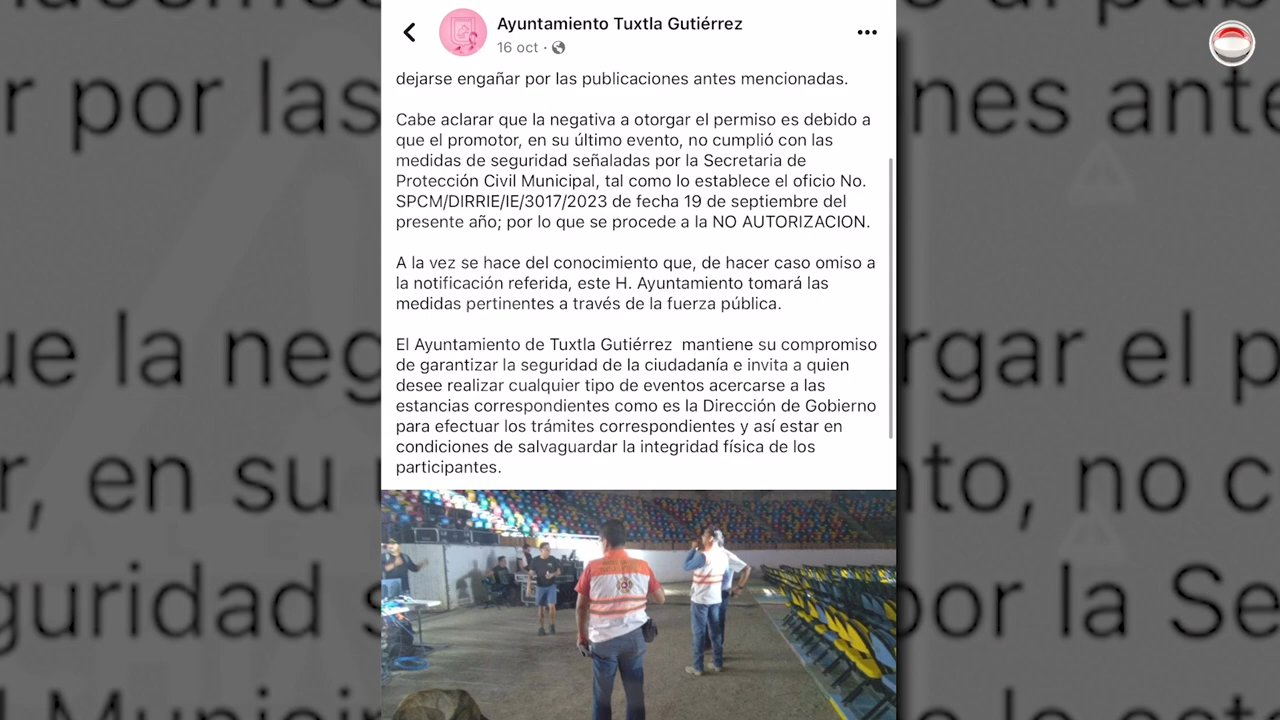 Ayuntamiento Tuxtla Gutiérrez
16 oct ·
dejarse engañar por las publicaciones antes mencionadas.
Cabe aclarar que la negativa a otorgar el permiso es debido a
que el promotor, en su último evento, no cumplió con las
medidas de seguridad señaladas por la Secretaria de
Protección Civil Municipal, tal como lo establece el oficio No.
SPCM/DIRRIE/IE/3017/2023 de fecha 19 de septiembre del
presente año; por lo que se procede a la NO AUTORIZACION.
A la vez se hace del conocimiento que, de hacer caso omiso a
la notificación referida, este H. Ayuntamiento tomará las
medidas pertinentes a través de la fuerza pública.
El Ayuntamiento de Tuxtla Gutiérrez mantiene su compromiso
de garantizar la seguridad de la ciudadanía e invita a quien
desee realizar cualquier tipo de eventos acercarse a las
estancias correspondientes como es la Dirección de Gobierno
para efectuar los trámites correspondientes y así estar en
condiciones de salvaguardar la integridad física de los
participantes.